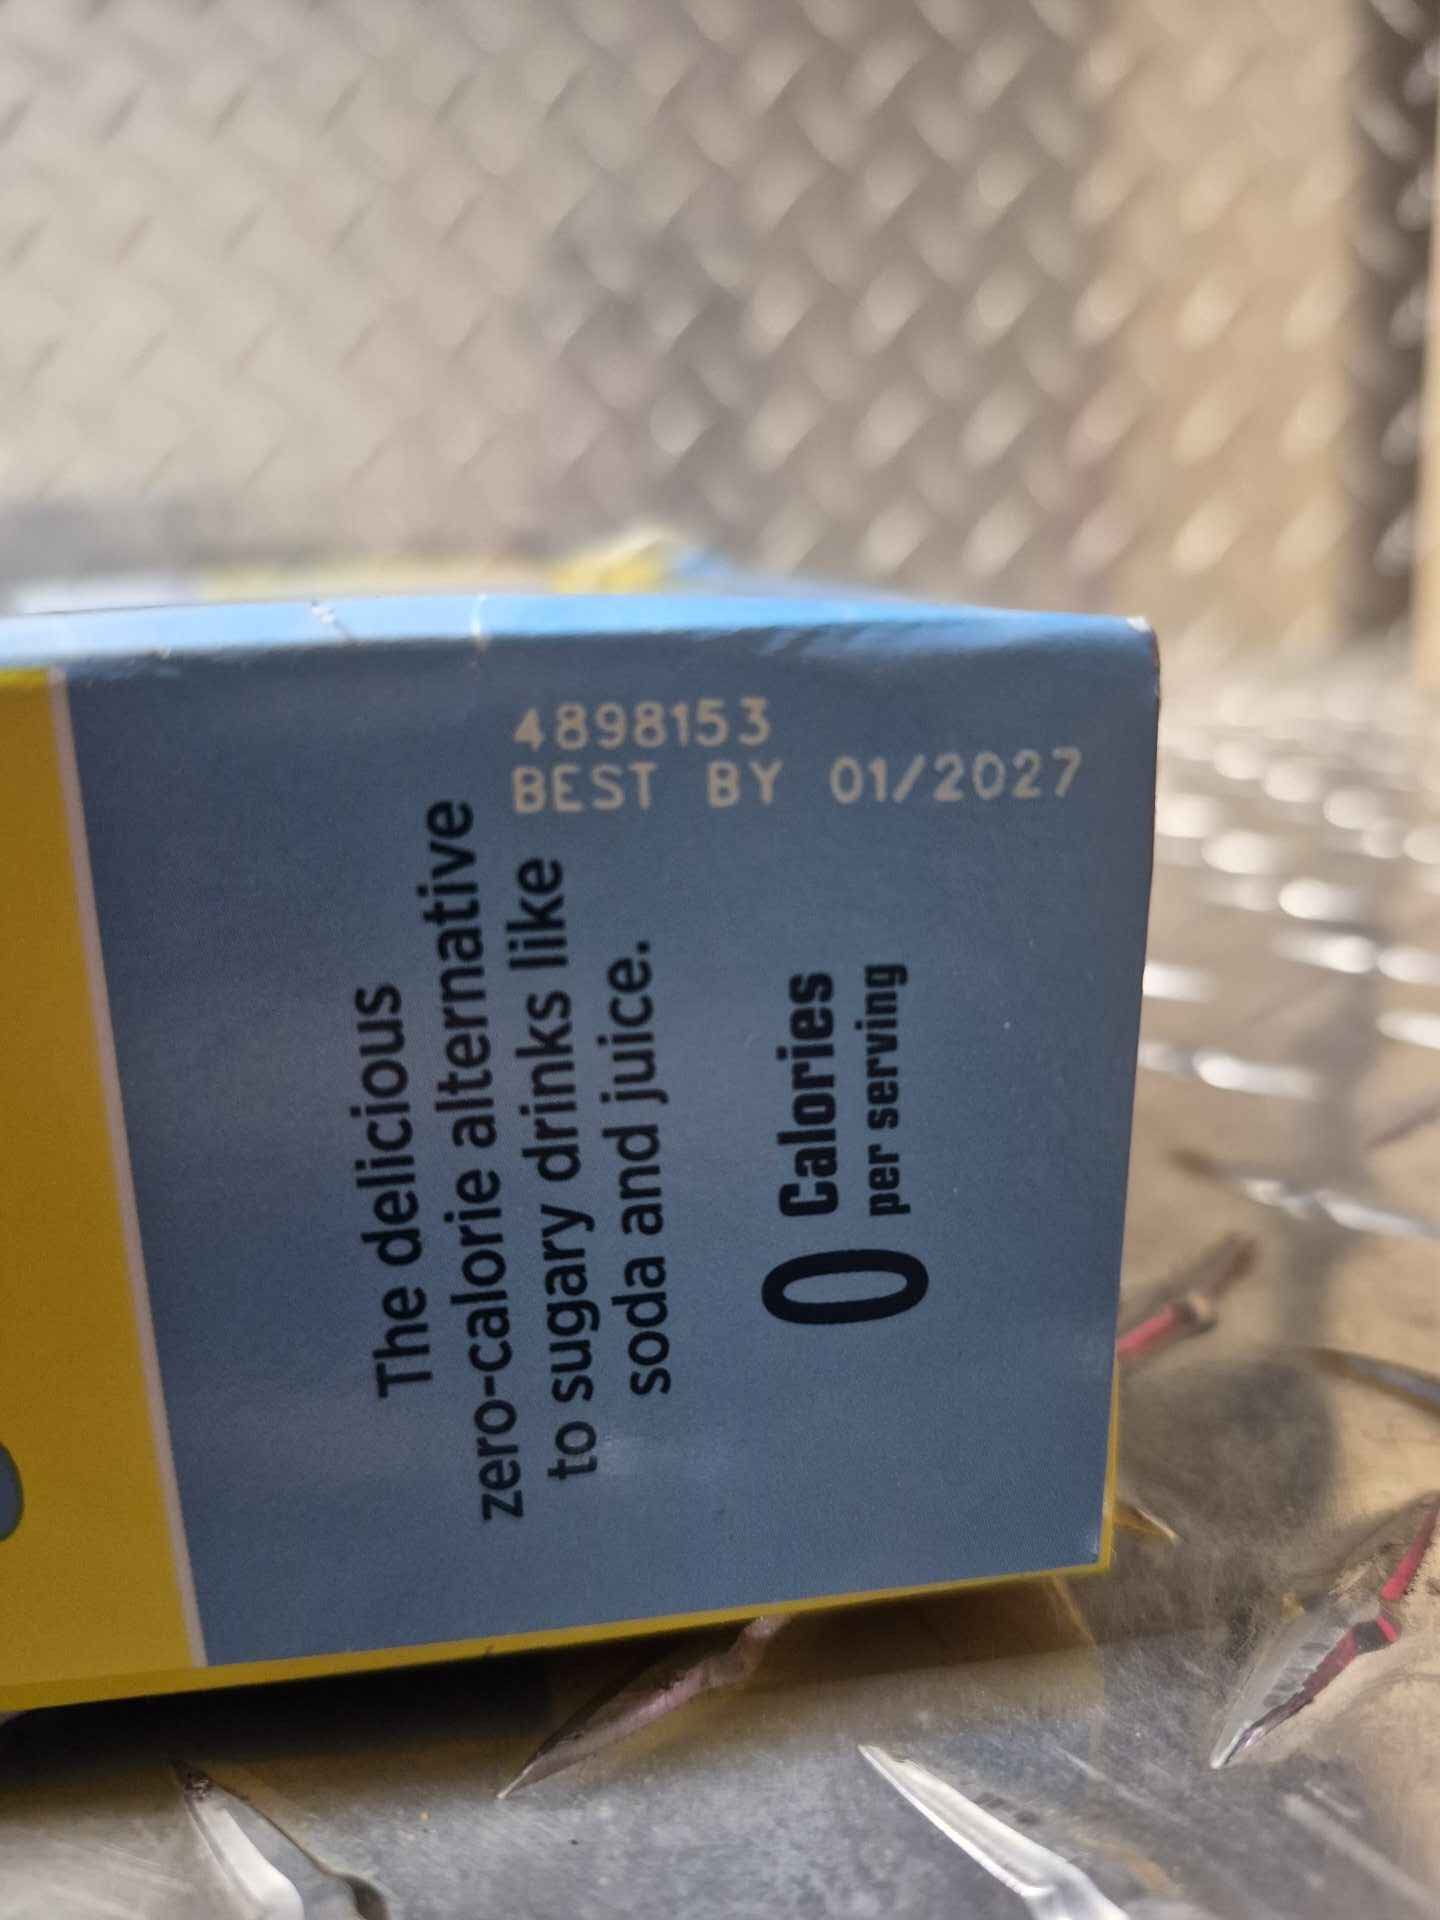 4898153
BEST BY 01/2027
The delicious
zero-calorie alternative
to sugary drinks like
soda and juice.
0 Calories
per serving